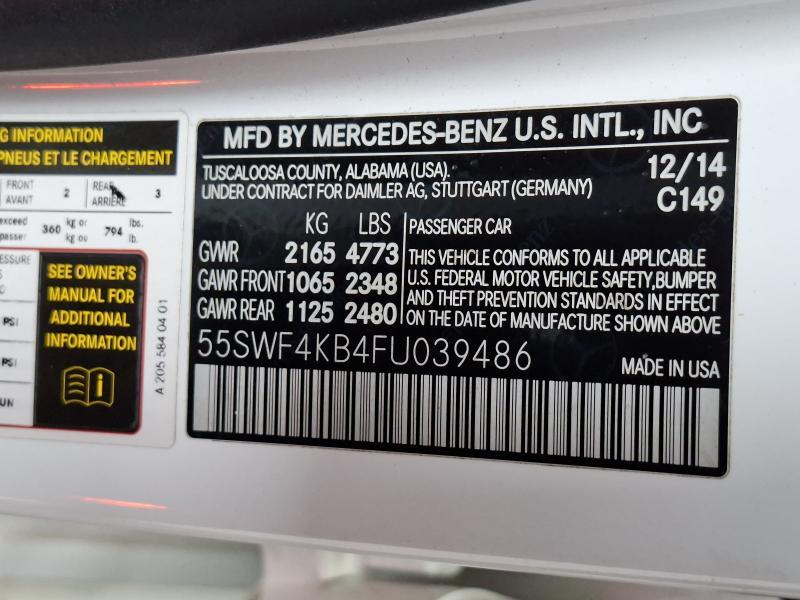 G INFORMATION
PNEUS ET LE CHARGEMENT
FRONT 2 REAR 3
AVANT ARRIÈRE
exceed 360 kg or 794 lbs.
passer kg ou lb.
ESSURE
PSI
PSI
UN
SEE OWNER'S
MANUAL FOR
ADDITIONAL
INFORMATION
A 205 584 04 01
MFD BY MERCEDES-BENZ U.S. INTL., INC
TUSCALOOSA COUNTY, ALABAMA (USA). 12/14
UNDER CONTRACT FOR DAIMLER AG, STUTTGART (GERMANY) C149
KG LBS PASSENGER CAR
GVWR 2165 4773
GAWR FRONT 1065 2348
GAWR REAR 1125 2480
THIS VEHICLE CONFORMS TO ALL APPLICABLE
U.S. FEDERAL MOTOR VEHICLE SAFETY,BUMPER
AND THEFT PREVENTION STANDARDS IN EFFECT
ON THE DATE OF MANUFACTURE SHOWN ABOVE
55SWF4KB4FU039486
MADE IN USA